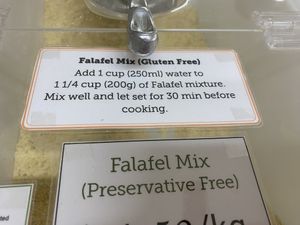 Falafel Mix (Gluten Free)
Add 1 cup (250ml) water to
1 1/4 cup (200g) of Falafel mixture.
Mix well and let set for 30 min before
cooking.
Falafel Mix
(Preservative Free)
/kg